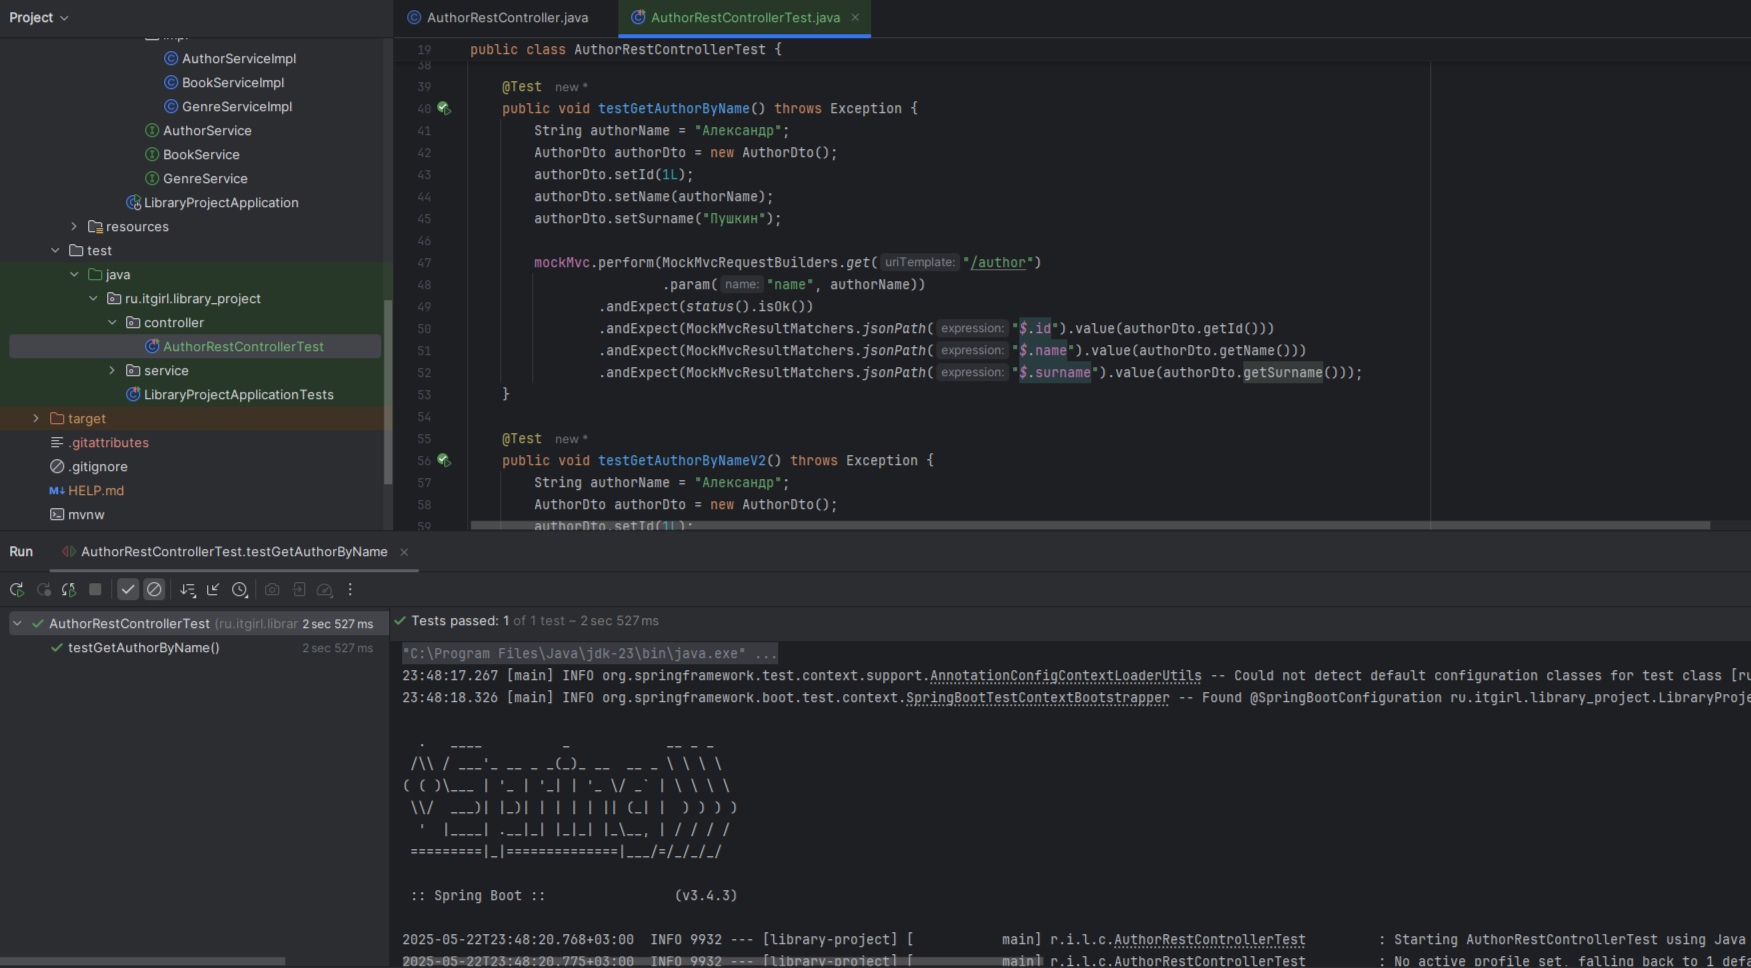 Project
AuthorRestController.java
AuthorRestControllerTest.java
AuthorServiceImpl
BookServiceImpl
GenreServiceImpl
AuthorService
BookService
GenreService
LibraryProjectApplication
resources
test
java
ru.itgirl.library_project
controller
AuthorRestControllerTest
service
LibraryProjectApplicationTests
target
.gitattributes
.gitignore
M↓ HELP.md
mvnw
19 public class AuthorRestControllerTest {
38
39 @Test new *
40 public void testGetAuthorByName() throws Exception {
41 String authorName = "Александр";
42 AuthorDto authorDto = new AuthorDto();
43 authorDto.setId(1L);
44 authorDto.setName(authorName);
45 authorDto.setSurname("Пушкин");
46
47 mockMvc.perform(MockMvcRequestBuilders.get( uriTemplate: "/author")
48 .param( name: "name", authorName))
49 .andExpect(status().isOk())
50 .andExpect(MockMvcResultMatchers.jsonPath( expression: "$.id").value(authorDto.getId()))
51 .andExpect(MockMvcResultMatchers.jsonPath( expression: "$.name").value(authorDto.getName()))
52 .andExpect(MockMvcResultMatchers.jsonPath( expression: "$.surname").value(authorDto.getSurname()));
53 }
54
55 @Test new *
56 public void testGetAuthorByNameV2() throws Exception {
57 String authorName = "Александр";
58 AuthorDto authorDto = new AuthorDto();
59 authorDto.setId(1L);
Run AuthorRestControllerTest.testGetAuthorByName
AuthorRestControllerTest (ru.itgirl.librar 2 sec 527 ms
testGetAuthorByName() 2 sec 527 ms
Tests passed: 1 of 1 test – 2 sec 527 ms
"C:\Program Files\Java\jdk-23\bin\java.exe" ...
23:48:17.267 [main] INFO org.springframework.test.context.support.AnnotationConfigContextLoaderUtils -- Could not detect default configuration classes for test class [ru
23:48:18.326 [main] INFO org.springframework.boot.test.context.SpringBootTestContextBootstrapper -- Found @SpringBootConfiguration ru.itgirl.library_project.LibraryProje
:: Spring Boot :: (v3.4.3)
2025-05-22T23:48:20.768+03:00 INFO 9932 --- [library-project] [ main] r.i.l.c.AuthorRestControllerTest : Starting AuthorRestControllerTest using Java
2025-05-22T23:48:20.775+03:00 INFO 9932 --- [library-project] [ main] r.i.l.c.AuthorRestControllerTest : No active profile set, falling back to 1 defa